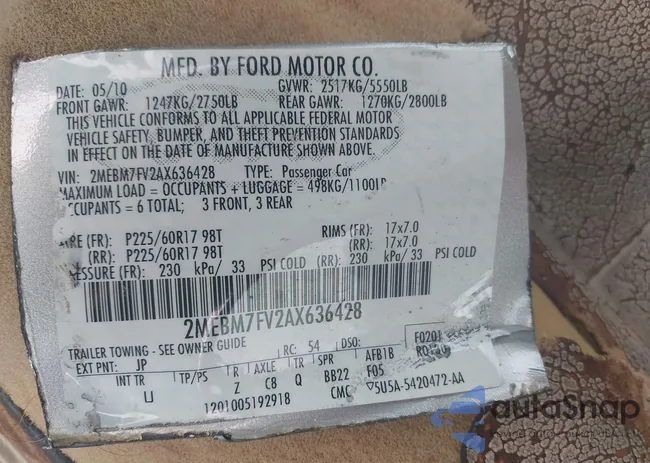 MFD. BY FORD MOTOR CO.
DATE: 05/10 GVWR: 2517KG/5550LB
FRONT GAWR: 1247KG/2750LB REAR GAWR: 1270KG/2800LB
THIS VEHICLE CONFORMS TO ALL APPLICABLE FEDERAL MOTOR
VEHICLE SAFETY, BUMPER, AND THEFT PREVENTION STANDARDS
IN EFFECT ON THE DATE OF MANUFACTURE SHOWN ABOVE.
VIN: 2MEBM7FV2AX636428 TYPE: Passenger Car
MAXIMUM LOAD = OCCUPANTS + LUGGAGE = 498KG/1100LB
OCCUPANTS = 6 TOTAL; 3 FRONT, 3 REAR
TIRE (FR): P225/60R17 98T RIMS (FR): 17x7.0
(RR): P225/60R17 98T (RR): 17x7.0
PRESSURE (FR): 230 kPa/ 33 PSI COLD (RR): 230 kPa/ 33 PSI COLD
2MEBM7FV2AX636428
TRAILER TOWING - SEE OWNER GUIDE RC: 54 DSO: F0201
EXT PNT: JP AFB1B
INT TR TP/PS R AXLE TR SPR F05
U Z C8 Q BB22
1201005192918 CMC 5U5A-5420472-AA
autoSnap